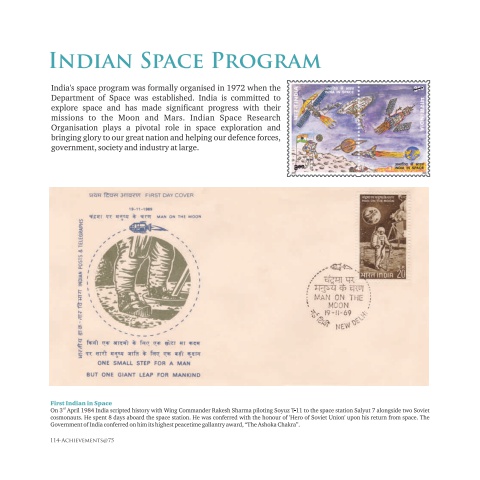 INDIAN SPACE PROGRAM
India's space program was formally organised in 1972 when the
Department of Space was established. India is committed to
explore space and has made significant progress with their
missions to the Moon and Mars. Indian Space Research
Organisation plays a pivotal role in space exploration and
bringing glory to our great nation and helping our defence forces,
government, society and industry at large.
प्रथम दिवस आवरण FIRST DAY COVER
19-11-1969
चंद्रमा पर मनुष्य के चरण MAN ON THE MOON
भारतीय डाक-तार विभाग INDIAN POSTS & TELEGRAPHS
किसी एक आदमी के लिए एक छोटा सा कदम
पर सारी मनुष्य जाति के लिए एक बड़ी कुदान
ONE SMALL STEP FOR A MAN
BUT ONE GIANT LEAP FOR MANKIND
MAN ON THE MOON
भारत INDIA 20
चंद्रमा पर
मनुष्य के चरण
MAN ON THE
MOON
19-11-69
नई दिल्ली NEW DELHI
First Indian in Space
On 3rd April 1984 India scripted history with Wing Commander Rakesh Sharma piloting Soyuz T-11 to the space station Salyut 7 alongside two Soviet
cosmonauts. He spent 8 days aboard the space station. He was conferred with the honour of 'Hero of Soviet Union' upon his return from space. The
Government of India conferred on him its highest peacetime gallantry award, "The Ashoka Chakra".
114-ACHIEVEMENTS@75